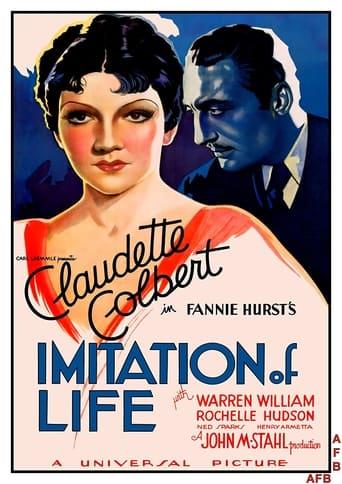 CARL LAEMMLE presents
Claudette
Colbert
in FANNIE HURST'S
IMITATION of
LIFE
with WARREN WILLIAM
ROCHELLE HUDSON
NED SPARKS HENRY ARMETTA
A JOHN M. STAHL production
A UNIVERSAL PICTURE
A
F
B
AFB